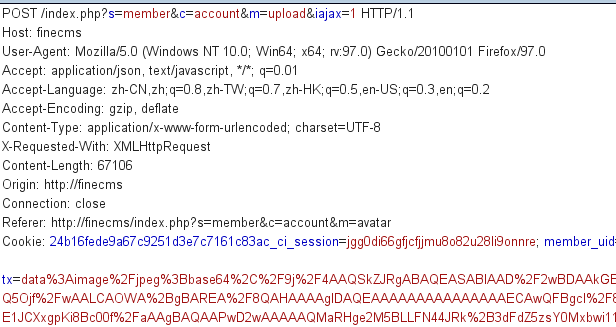 POST /index.php?s=member&c=account&m=upload&iajax=1 HTTP/1.1
Host: finecms
User-Agent: Mozilla/5.0 (Windows NT 10.0; Win64; x64; rv:97.0) Gecko/20100101 Firefox/97.0
Accept: application/json, text/javascript, */*; q=0.01
Accept-Language: zh-CN,zh;q=0.8,zh-TW;q=0.7,zh-HK;q=0.5,en-US;q=0.3,en;q=0.2
Accept-Encoding: gzip, deflate
Content-Type: application/x-www-form-urlencoded; charset=UTF-8
X-Requested-With: XMLHttpRequest
Content-Length: 67106
Origin: http://finecms
Connection: close
Referer: http://finecms/index.php?s=member&c=account&m=avatar
Cookie: 24b16fede9a67c9251d3e7c7161c83ac_ci_session=jgg0di66gfjcfjjmu8o82u28li9onnre; member_uid=
tx=data%3Aimage%2Fjpeg%3Bbase64%2C%2F9j%2F4AAQSkZJRgABAQEASABIAAD%2F2wBDAAkGB
Q5Ojf%2FwAALCAOWA%2BgBAREA%2F8QAHAAAAgIDAQEAAAAAAAAAAAAAAAECAwQFBgcI%2F8
E1JCXxgpKi8Bc00f%2FaAAgBAQAAPwD2wAAAAAQMaRHge2M5BLLFN44JRk%2B3dFdZ5zsY0Mxbwi11